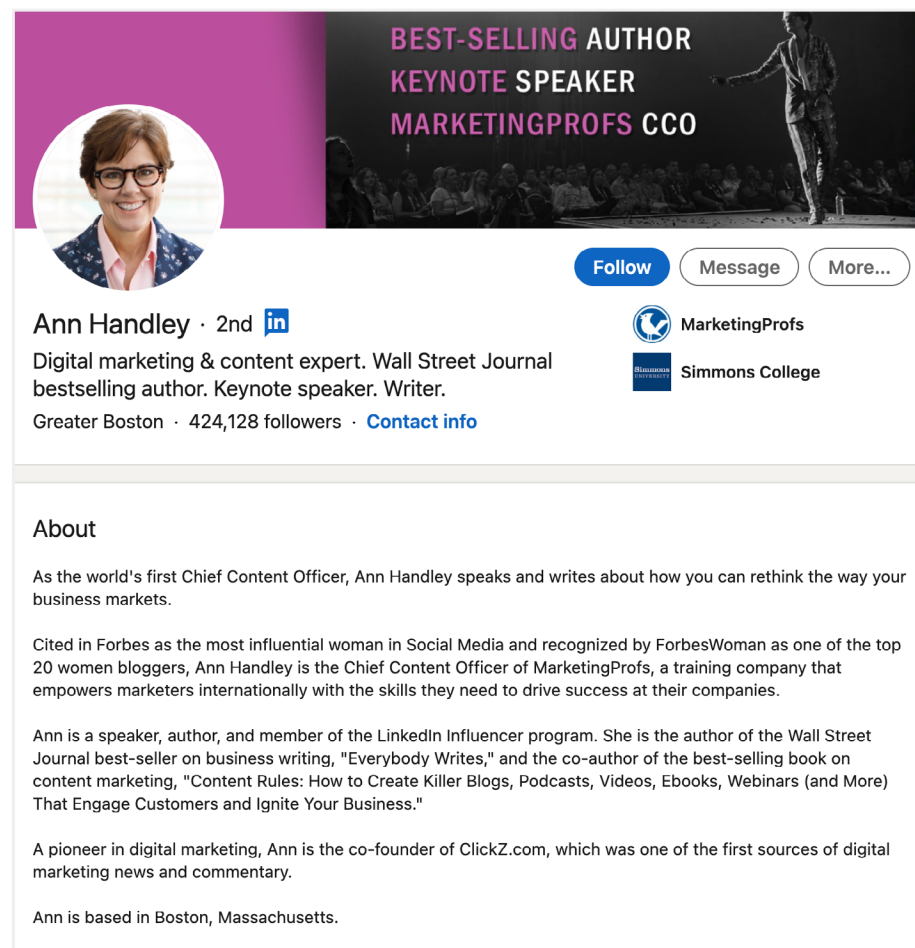 BEST-SELLING AUTHOR
KEYNOTE SPEAKER
MARKETINGPROFS CCO
Follow
Message
More...
Ann Handley · 2nd in
MarketingProfs
Digital marketing & content expert. Wall Street Journal
bestselling author. Keynote speaker. Writer.
Simmons UNIVERSITY
Simmons College
Greater Boston · 424,128 followers · Contact info
About
As the world's first Chief Content Officer, Ann Handley speaks and writes about how you can rethink the way your
business markets.
Cited in Forbes as the most influential woman in Social Media and recognized by ForbesWoman as one of the top
20 women bloggers, Ann Handley is the Chief Content Officer of MarketingProfs, a training company that
empowers marketers internationally with the skills they need to drive success at their companies.
Ann is a speaker, author, and member of the LinkedIn Influencer program. She is the author of the Wall Street
Journal best-seller on business writing, "Everybody Writes," and the co-author of the best-selling book on
content marketing, "Content Rules: How to Create Killer Blogs, Podcasts, Videos, Ebooks, Webinars (and More)
That Engage Customers and Ignite Your Business."
A pioneer in digital marketing, Ann is the co-founder of ClickZ.com, which was one of the first sources of digital
marketing news and commentary.
Ann is based in Boston, Massachusetts.